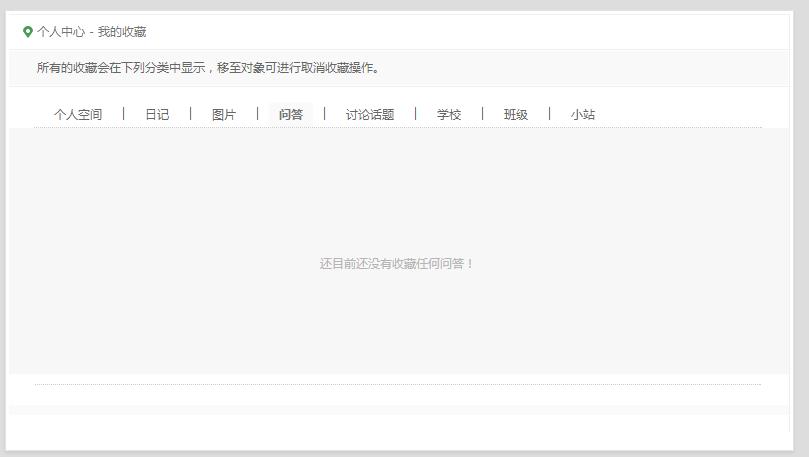 个人中心 - 我的收藏
所有的收藏会在下列分类中显示，移至对象可进行取消收藏操作。
个人空间 | 日记 | 图片 | 问答 | 讨论话题 | 学校 | 班级 | 小站
还目前还没有收藏任何问答！